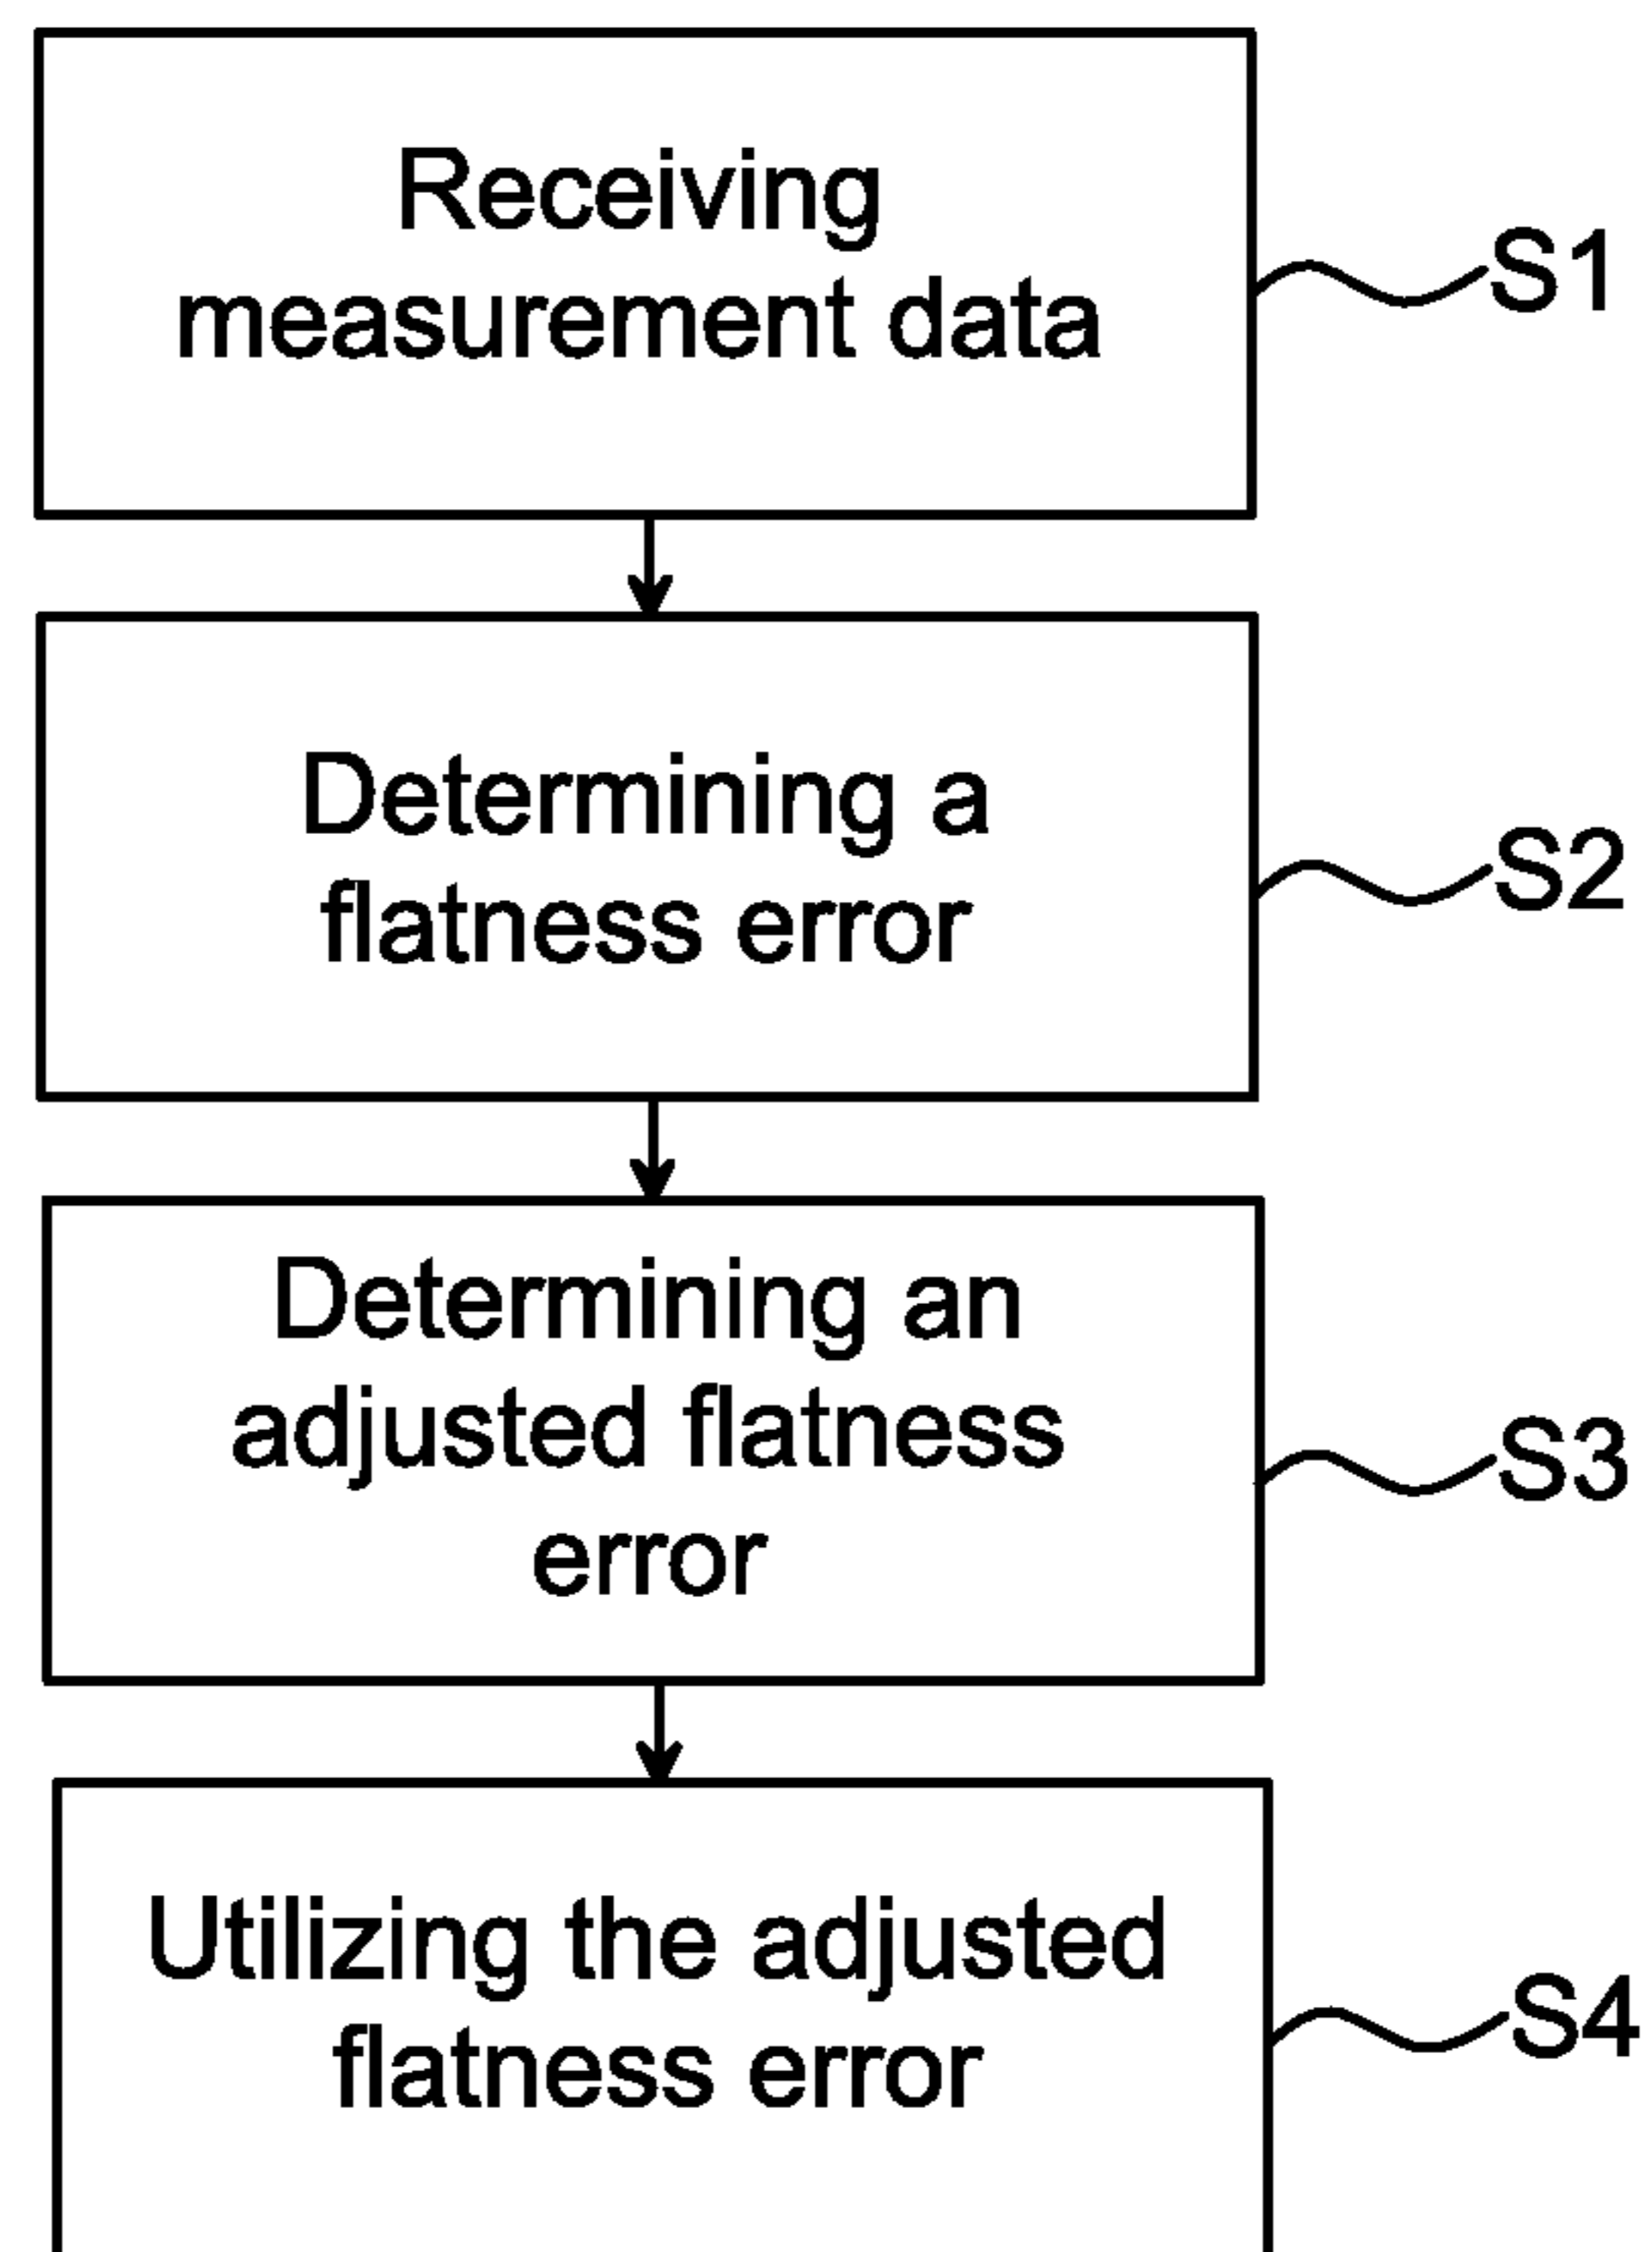 Receiving
measurement data
S1
Determining a
flatness error
S2
Determining an
adjusted flatness
error
S3
Utilizing the adjusted
flatness error
S4